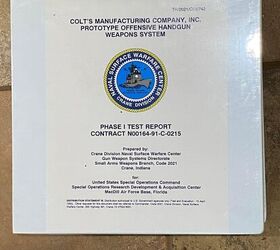 COLT'S MANUFACTURING COMPANY, INC.
PROTOTYPE OFFENSIVE HANDGUN
WEAPONS SYSTEM
NAVAL SURFACE WARFARE CENTER
CRANE DIVISION
PHASE I TEST REPORT
CONTRACT N00164-91-C-0215
Prepared by:
Crane Division Naval Surface Warfare Center
Gun Weapon Systems Directorate
Small Arms Weapons Branch, Code 2021
Crane, Indiana
for:
United States Special Operations Command
Special Operations Research Development & Acquisition Center
MacDill Air Force Base, Florida